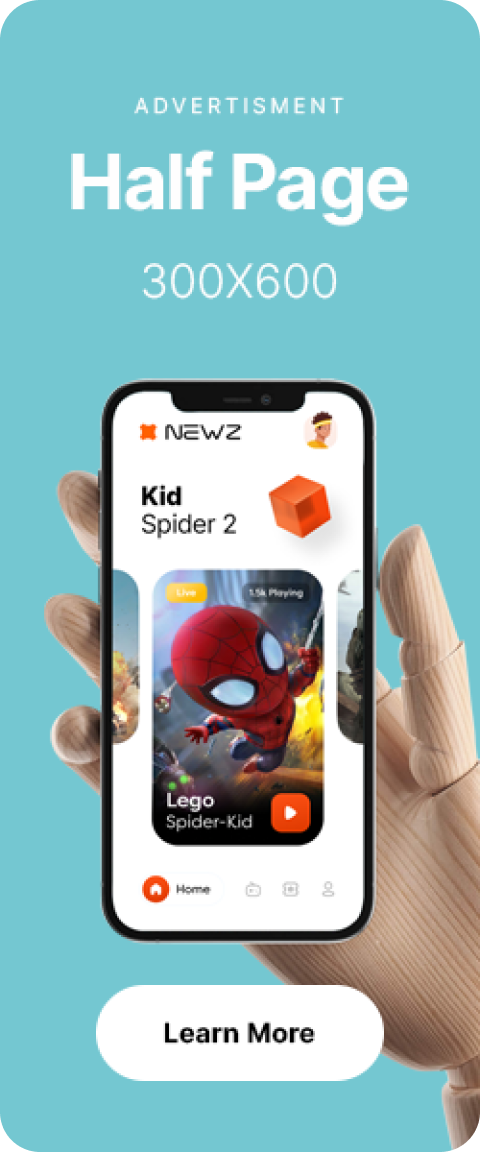 ADVERTISMENT
Half Page
300X600
NEWZ
Kid
Spider 2
Live
1.5k Playing
Lego
Spider-Kid
Home
Learn More